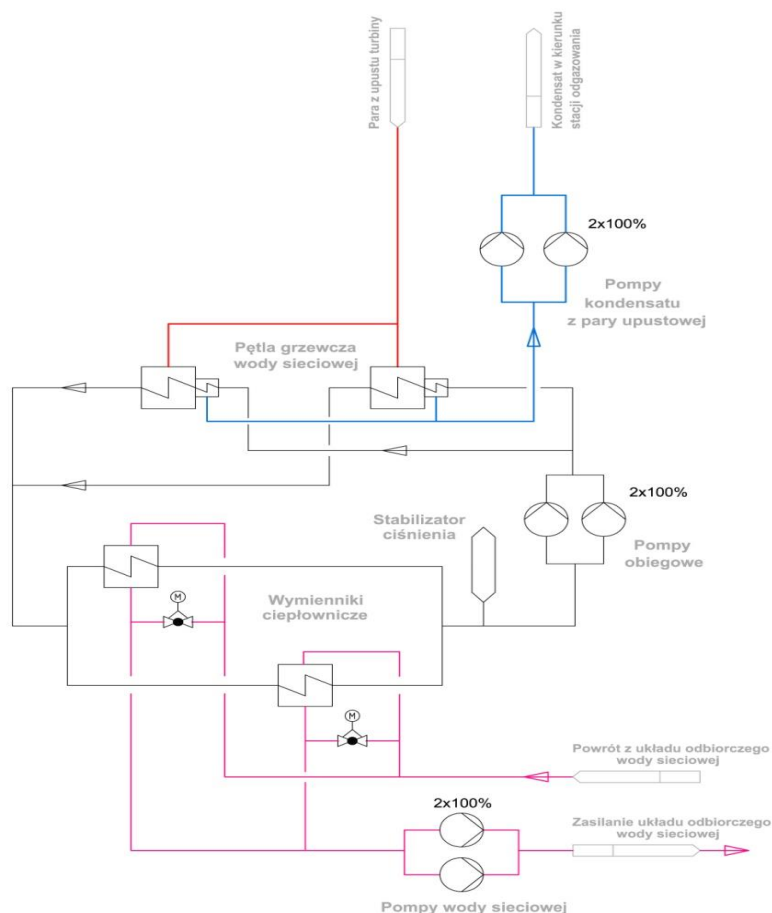 Para z upustu turbiny
Kondensat w kierunku
stacji odgazowania
2x100%
Pompy
kondensatu
z pary upustowej
Pętla grzewcza
wody sieciowej
2x100%
Stabilizator
ciśnienia
Pompy
obiegowe
M
Wymienniki
ciepłownicze
M
Powrót z układu odbiorczego
wody sieciowej
2x100%
Zasilanie układu odbiorczego
wody sieciowej
Pompy wody sieciowej